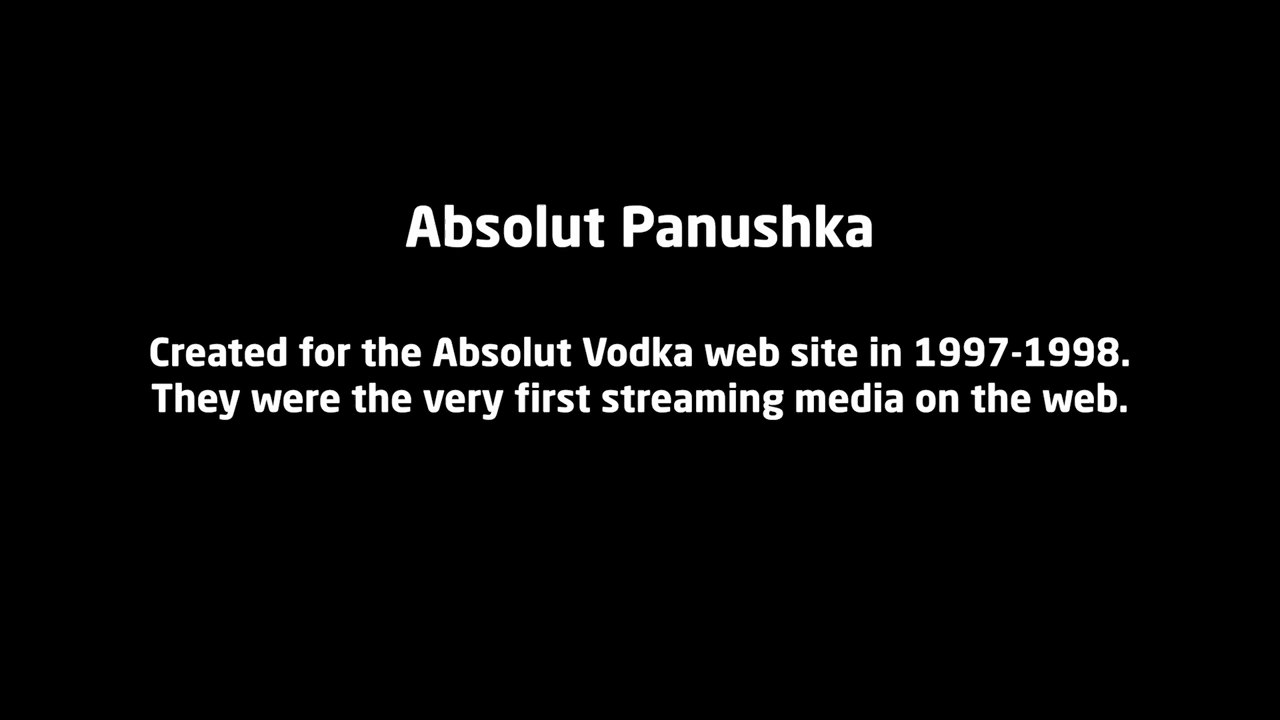 Absolut Panushka
Created for the Absolut Vodka web site in 1997-1998.
They were the very first streaming media on the web.